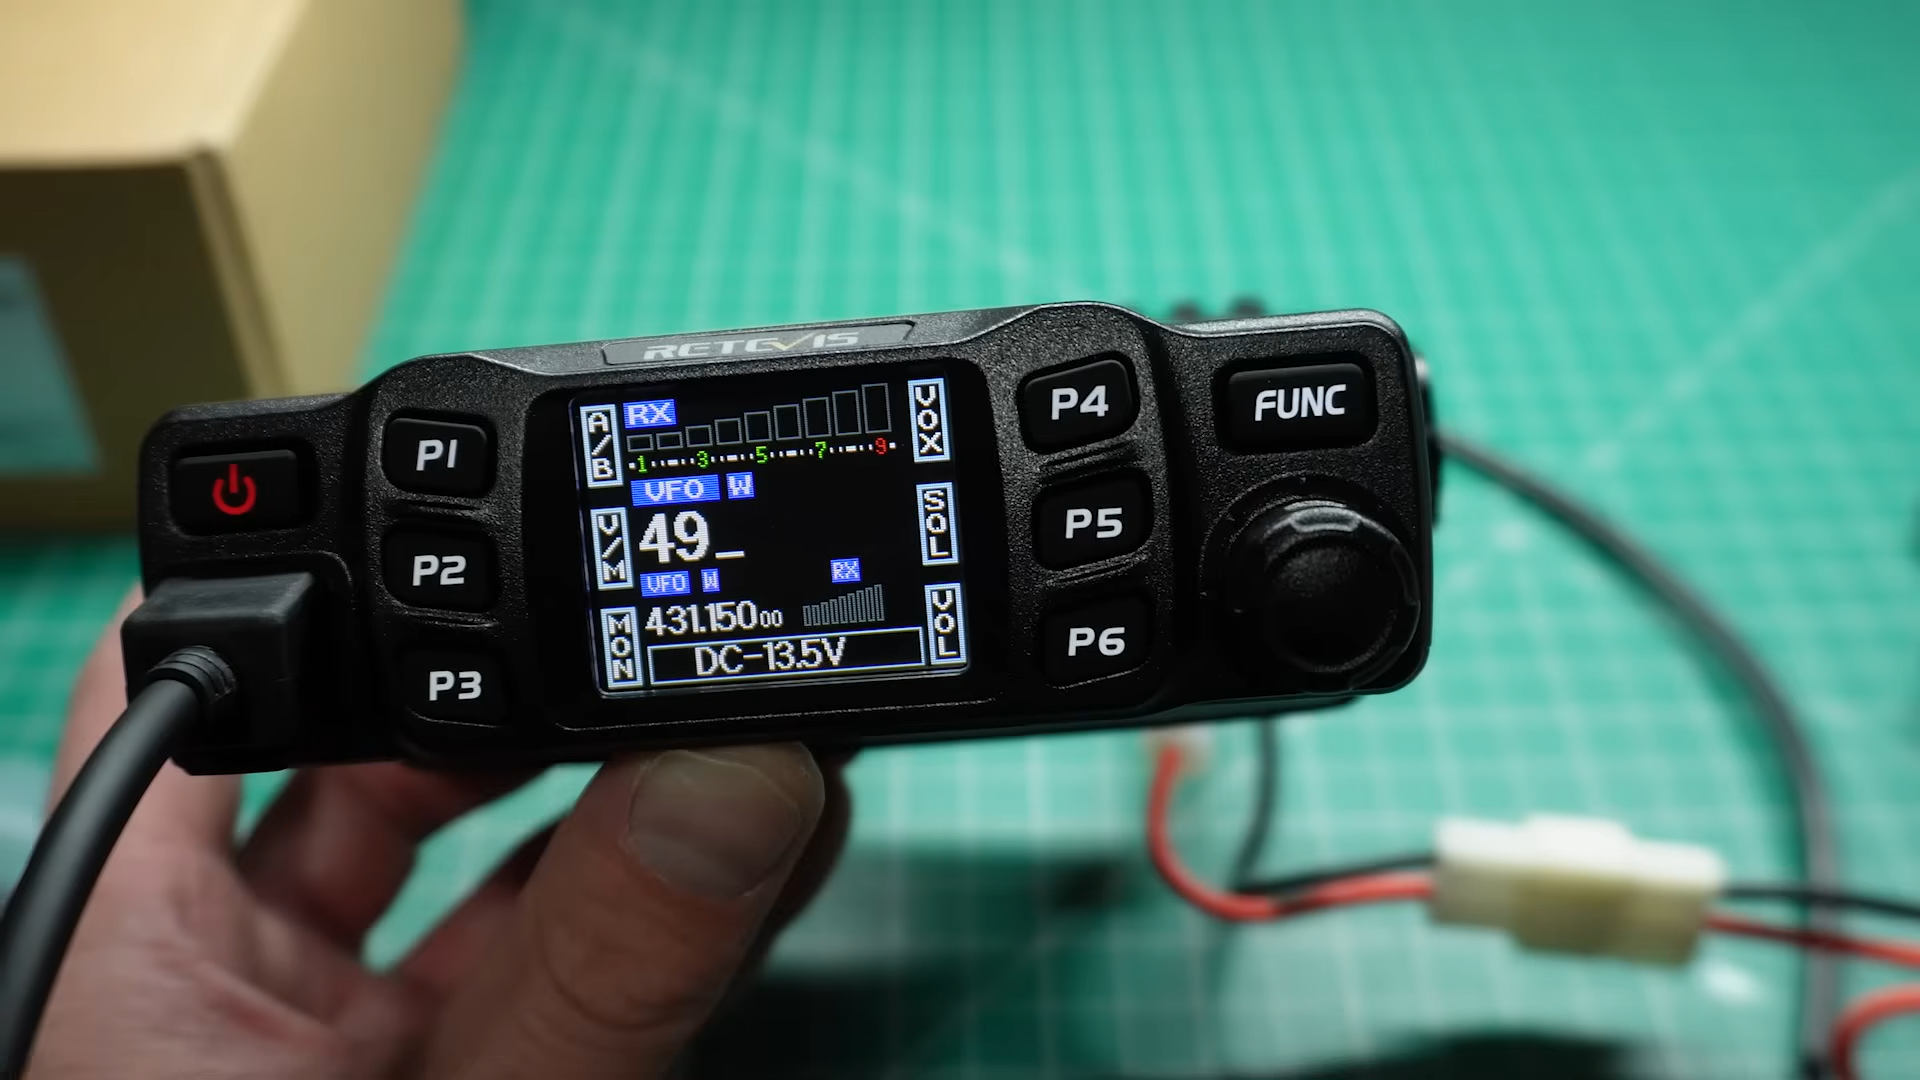 RETEVIS
P1
P2
P3
A/B
V/M
MON
RX
1 3 5 7 9
VFO W
49_
VFO W RX
431.15000
DC-13.5V
VOX
SQL
VOL
P4
P5
P6
FUNC